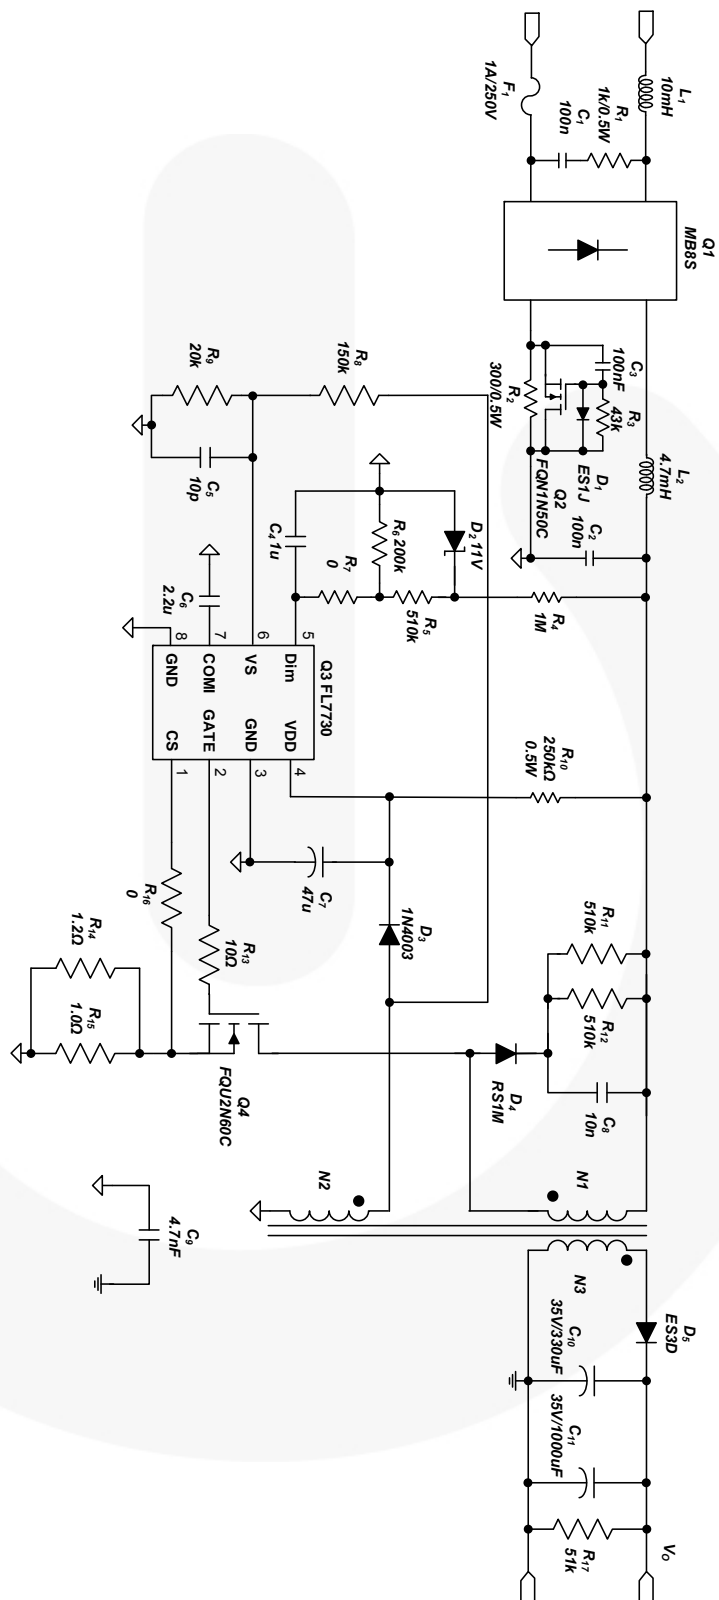 L1
10mH
F1
1A/250V
R1
1k/0.5W
C1
100n
Q1
MB8S
C3
100nF
R3
43k
R2
300/0.5W
D1
ES1J
Q2
FQN1N50C
L2
4.7mH
C2
100n
R4
1M
R8
150k
R9
20k
C5
10p
D2 11V
R6 200k
C4 1u
R7
0
R5
510k
C6
2.2u
8
7
6
5
GND
COMI
VS
Dim
Q3 FL7730
CS
GATE
GND
VDD
1
2
3
4
R10
250kΩ
0.5W
C7
47u
D3
1N4003
R16
0
R13
10Ω
R14
1.2Ω
R15
1.0Ω
Q4
FQU2N60C
R11
510k
R12
510k
C8
10n
D4
RS1M
N1
N2
N3
C9
4.7nF
D5
ES3D
C10
35V/330uF
C11
35V/1000uF
R17
51k
VO